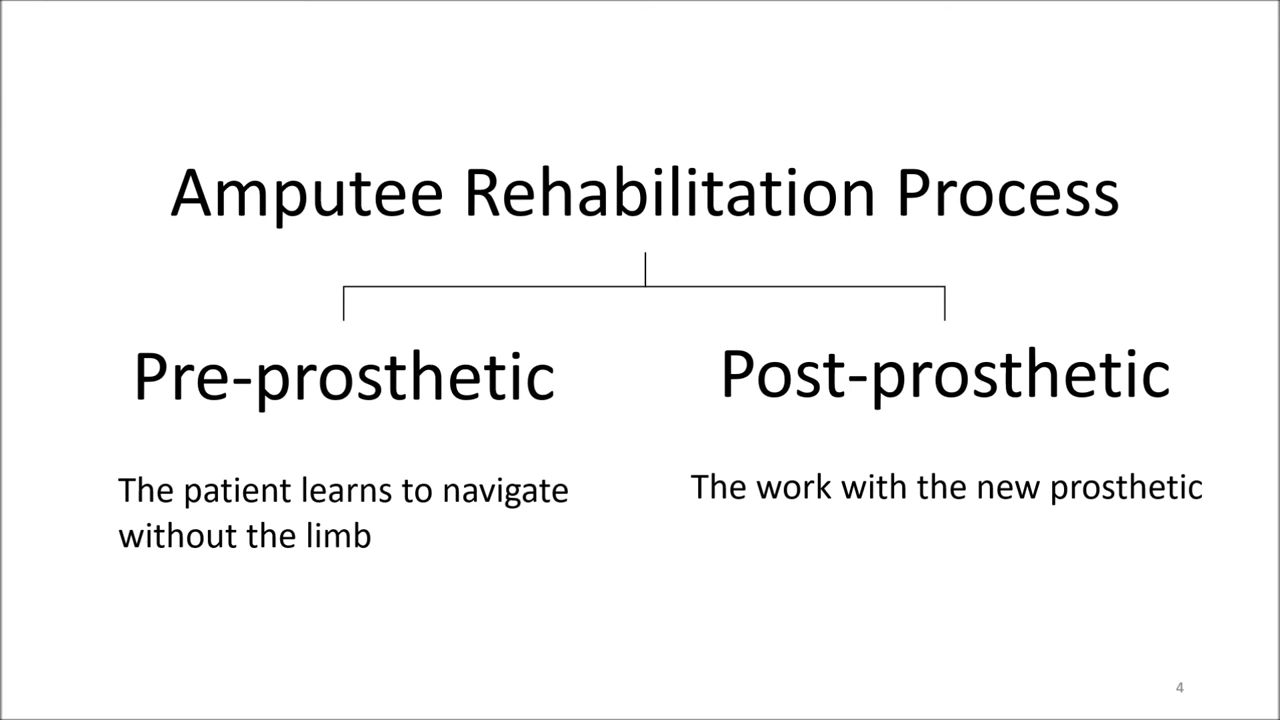 Amputee Rehabilitation Process
Pre-prosthetic
Post-prosthetic
The patient learns to navigate
without the limb
The work with the new prosthetic
4